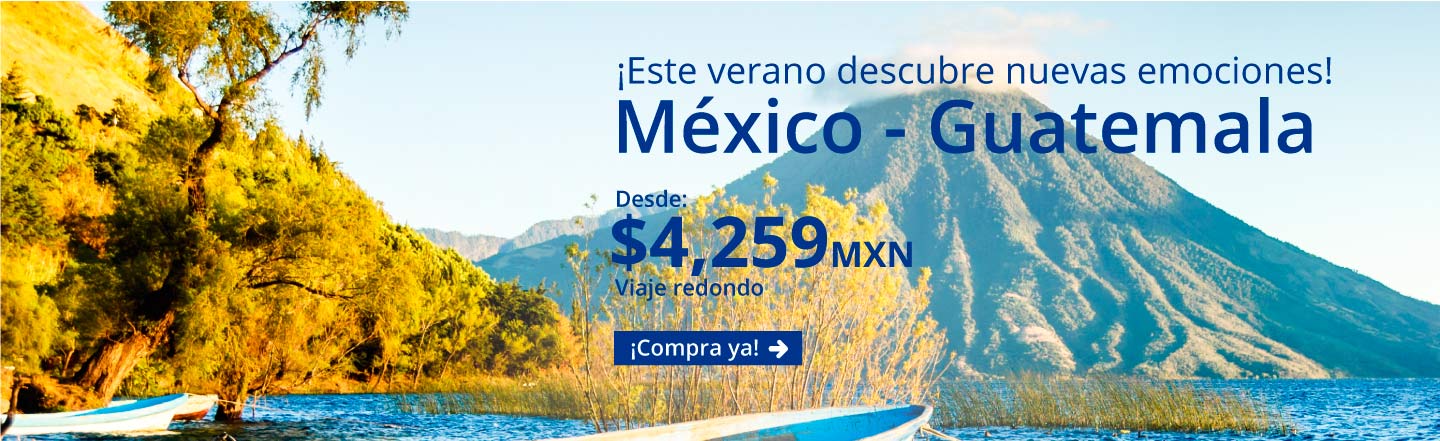 ¡Este verano descubre nuevas emociones!
México - Guatemala
Desde:
$4,259MXN
Viaje redondo
¡Compra ya!